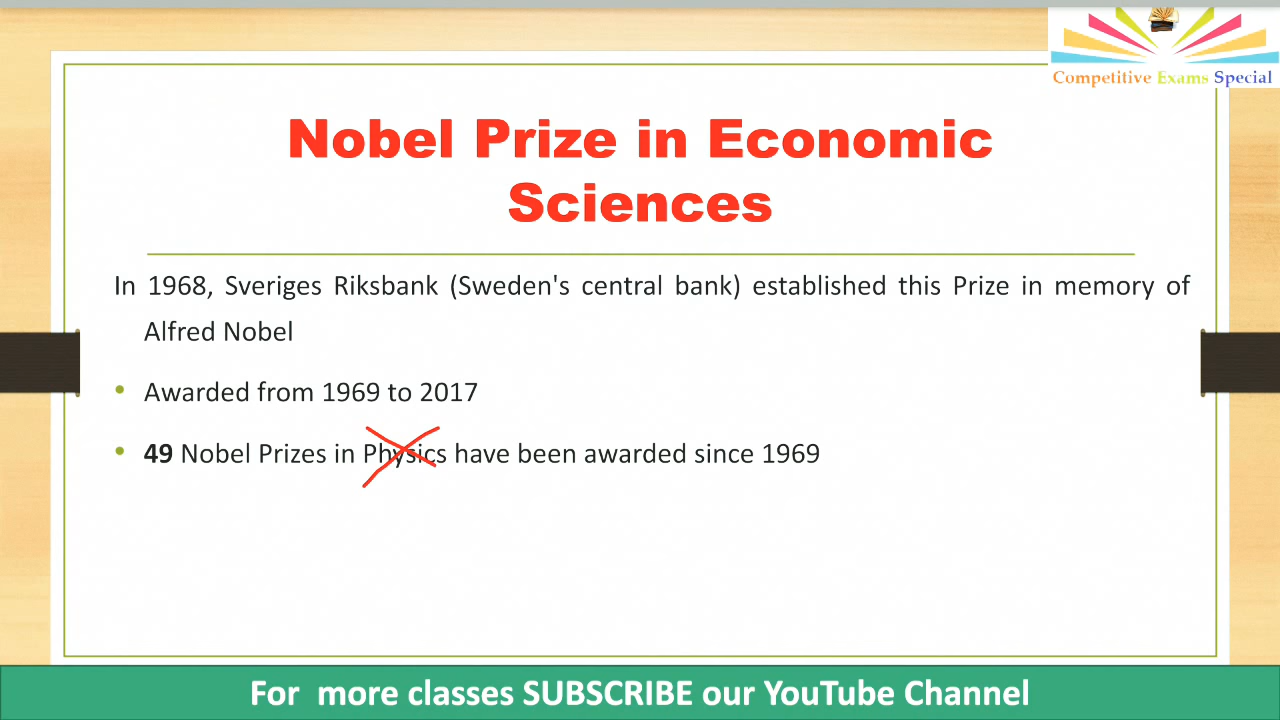 Competitive Exams Special
Nobel Prize in Economic
Sciences
In 1968, Sveriges Riksbank (Sweden's central bank) established this Prize in memory of
Alfred Nobel
• Awarded from 1969 to 2017
• 49 Nobel Prizes in Physics have been awarded since 1969
For more classes SUBSCRIBE our YouTube Channel